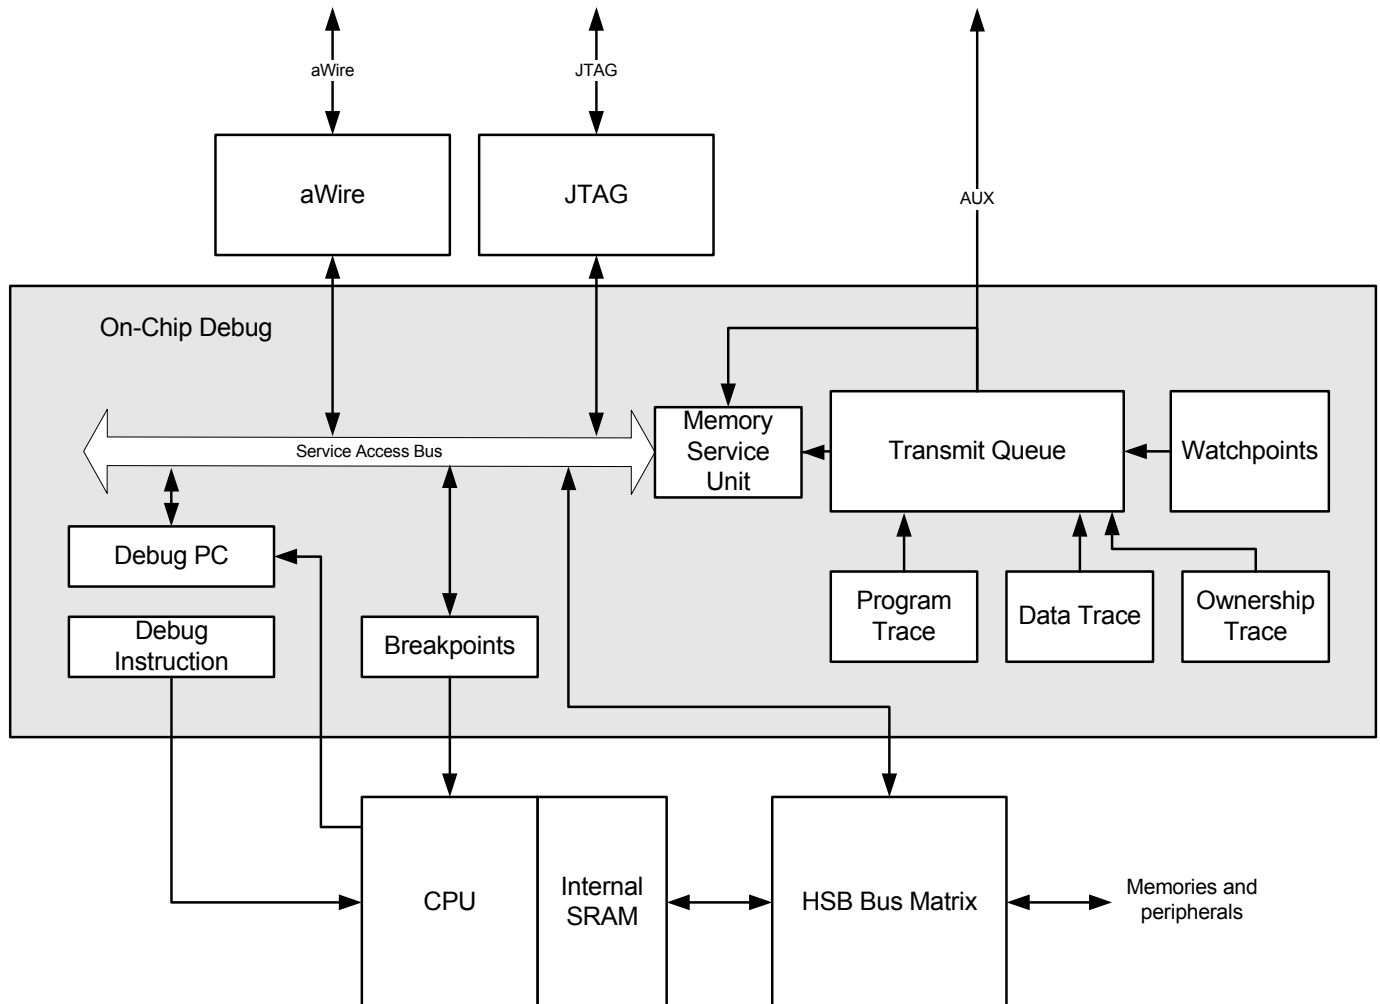 aWire
JTAG
aWire
JTAG
AUX
On-Chip Debug
Service Access Bus
Memory
Service
Unit
Transmit Queue
Watchpoints
Debug PC
Debug
Instruction
Breakpoints
Program
Trace
Data Trace
Ownership
Trace
CPU
Internal
SRAM
HSB Bus Matrix
Memories and
peripherals